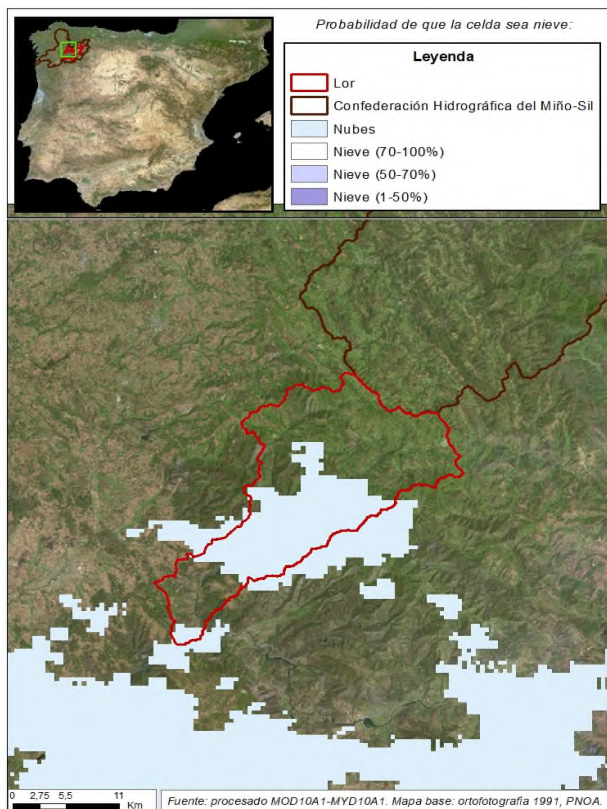 Probabilidad de que la celda sea nieve:
Leyenda
Lor
Confederación Hidrográfica del Miño-Sil
Nubes
Nieve (70-100%)
Nieve (50-70%)
Nieve (1-50%)
0 2,75 5,5 11
Km
Fuente: procesado MOD10A1-MYD10A1. Mapa base: ortofotografía 1991, PNOA